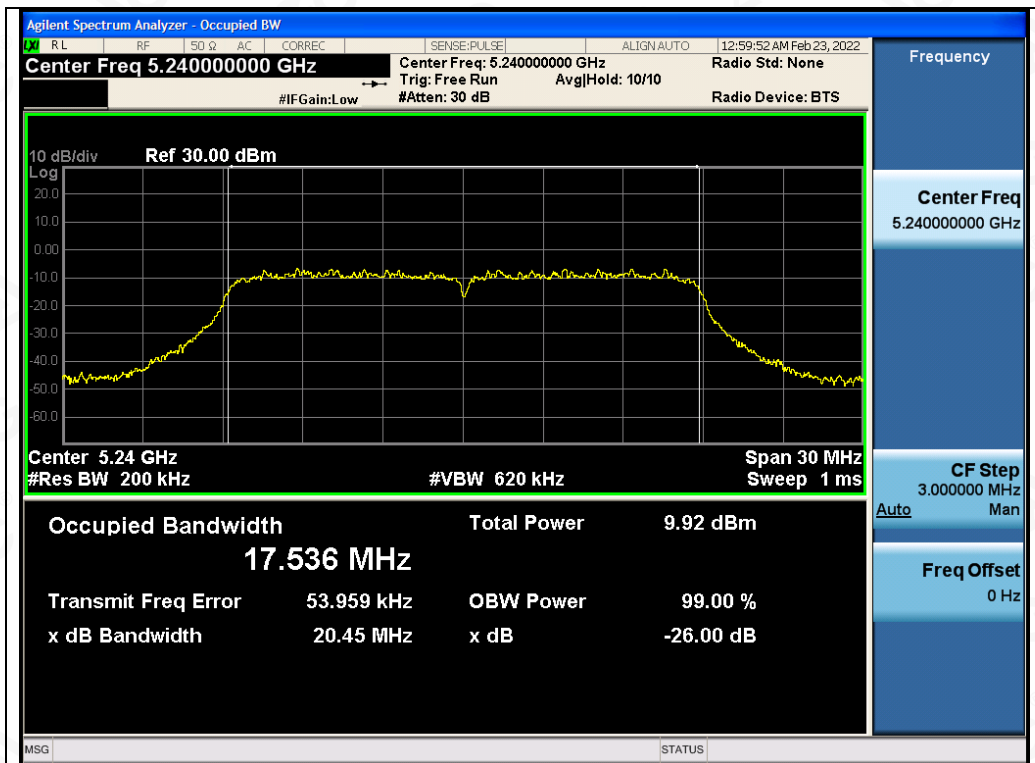 Agilent Spectrum Analyzer - Occupied BW
LXI RL RF 50 Ω AC CORREC SENSE:PULSE ALIGN AUTO 12:59:52 AM Feb 23, 2022
Center Freq 5.240000000 GHz Center Freq: 5.240000000 GHz Radio Std: None
Trig: Free Run Avg|Hold: 10/10
#IFGain:Low #Atten: 30 dB Radio Device: BTS
Frequency
10 dB/div Ref 30.00 dBm
Log
20.0
10.0
0.00
-10.0
-20.0
-30.0
-40.0
-50.0
-60.0
Center 5.24 GHz Span 30 MHz
#Res BW 200 kHz #VBW 620 kHz Sweep 1 ms
Occupied Bandwidth Total Power 9.92 dBm
17.536 MHz
Transmit Freq Error 53.959 kHz OBW Power 99.00 %
x dB Bandwidth 20.45 MHz x dB -26.00 dB
Center Freq
5.240000000 GHz
CF Step
3.000000 MHz
Auto Man
Freq Offset
0 Hz
MSG STATUS